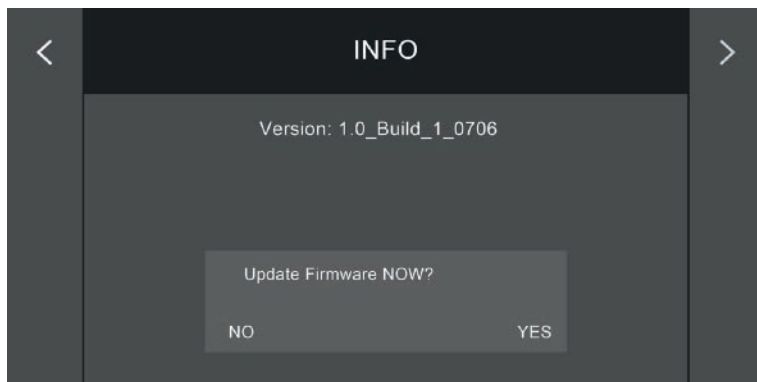 INFO
Version: 1.0_Build_1_0706
Update Firmware NOW?
NO YES